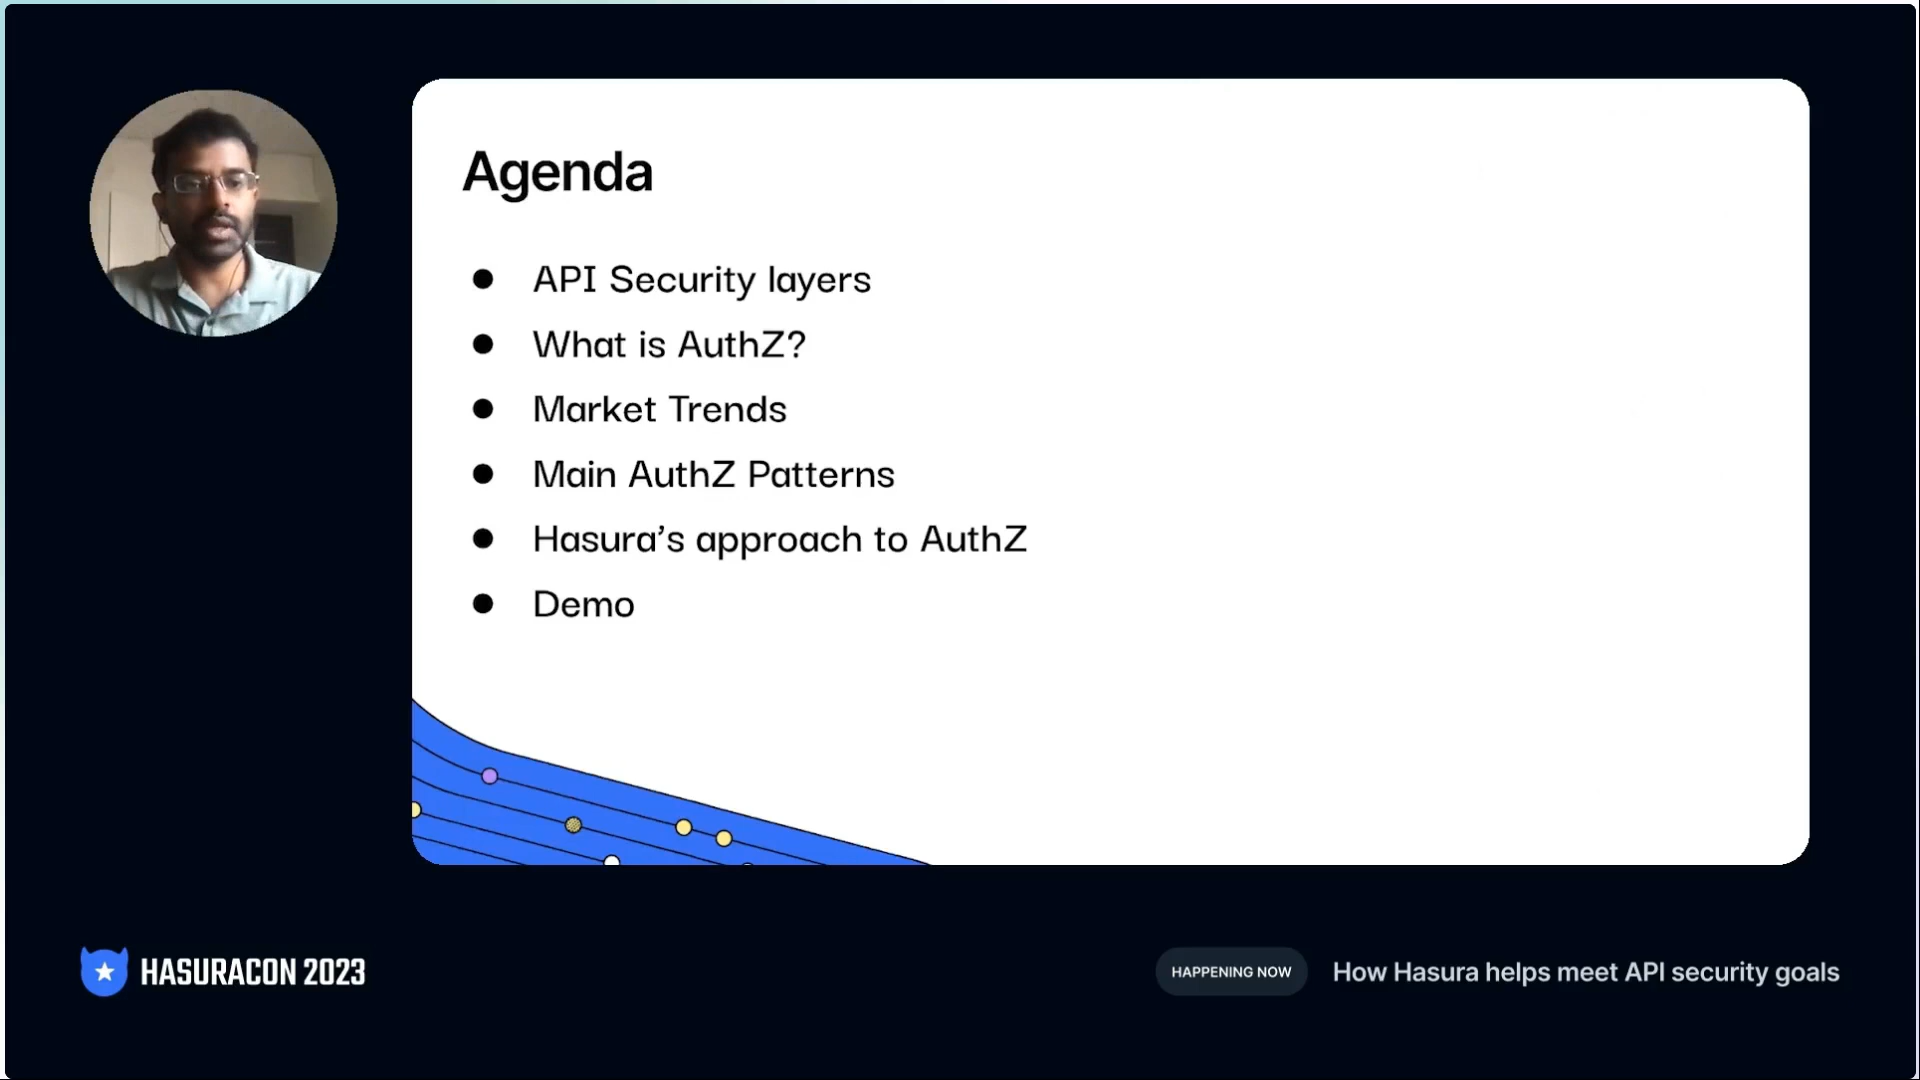 Agenda
● API Security layers
● What is AuthZ?
● Market Trends
● Main AuthZ Patterns
● Hasura’s approach to AuthZ
● Demo
HASURACON 2023
HAPPENING NOW
How Hasura helps meet API security goals